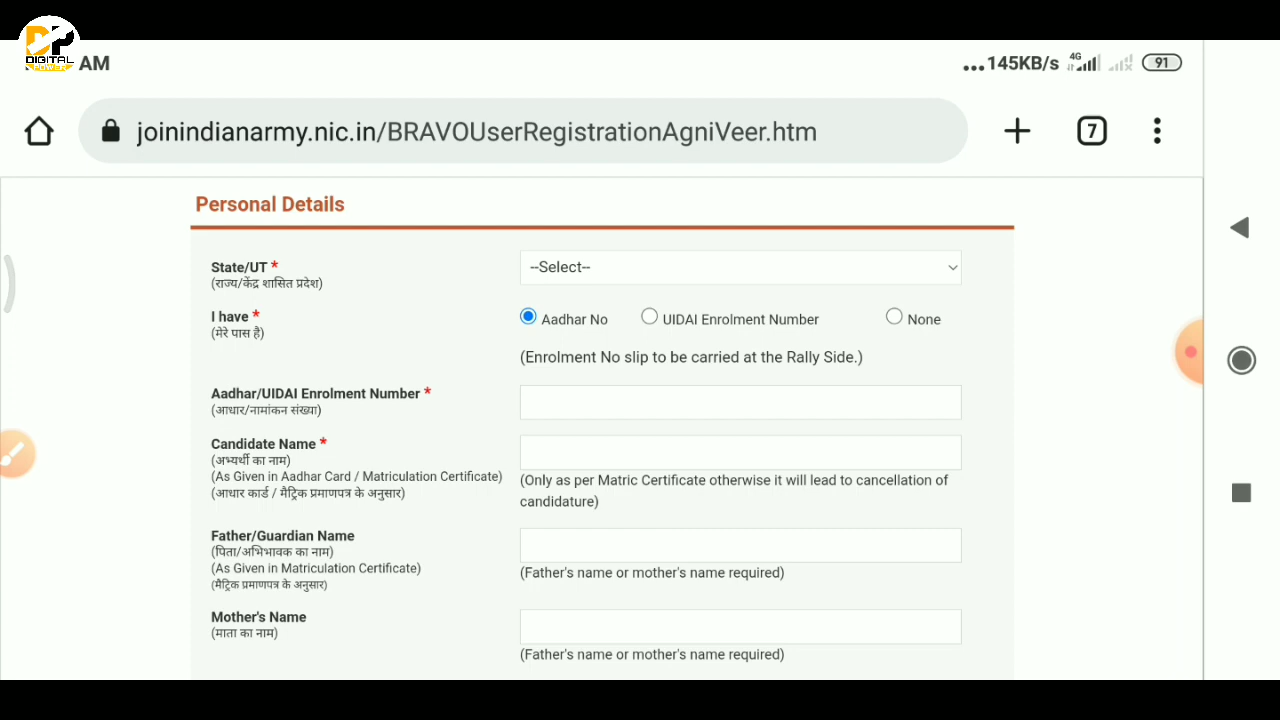 DP
DIGITAL
POWER
AM
...145KB/s 4G 91
joinindianarmy.nic.in/BRAVOUserRegistrationAgniVeer.htm
7
Personal Details
State/UT *
--Select--
(राज्य/केंद्र शासित प्रदेश)
I have *
Aadhar No UIDAI Enrolment Number None
(मेरे पास है)
(Enrolment No slip to be carried at the Rally Side.)
Aadhar/UIDAI Enrolment Number *
(आधार/नामांकन संख्या)
Candidate Name *
(अभ्यर्थी का नाम)
(As Given in Aadhar Card / Matriculation Certificate)
(आधार कार्ड / मैट्रिक प्रमाणपत्र के अनुसार)
(Only as per Matric Certificate otherwise it will lead to cancellation of
candidature)
Father/Guardian Name
(पिता/अभिभावक का नाम)
(As Given in Matriculation Certificate)
(मैट्रिक प्रमाणपत्र के अनुसार)
(Father's name or mother's name required)
Mother's Name
(माता का नाम)
(Father's name or mother's name required)